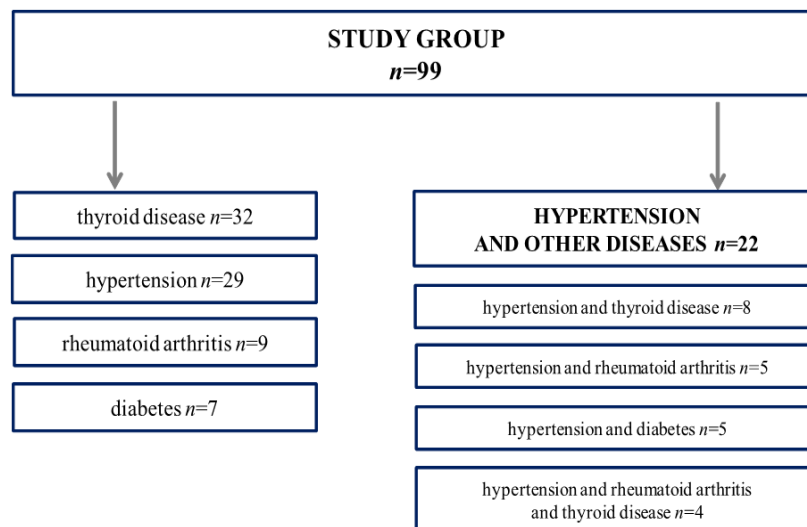 STUDY GROUP
n=99
thyroid disease n=32
hypertension n=29
rheumatoid arthritis n=9
diabetes n=7
HYPERTENSION
AND OTHER DISEASES n=22
hypertension and thyroid disease n=8
hypertension and rheumatoid arthritis n=5
hypertension and diabetes n=5
hypertension and rheumatoid arthritis
and thyroid disease n=4